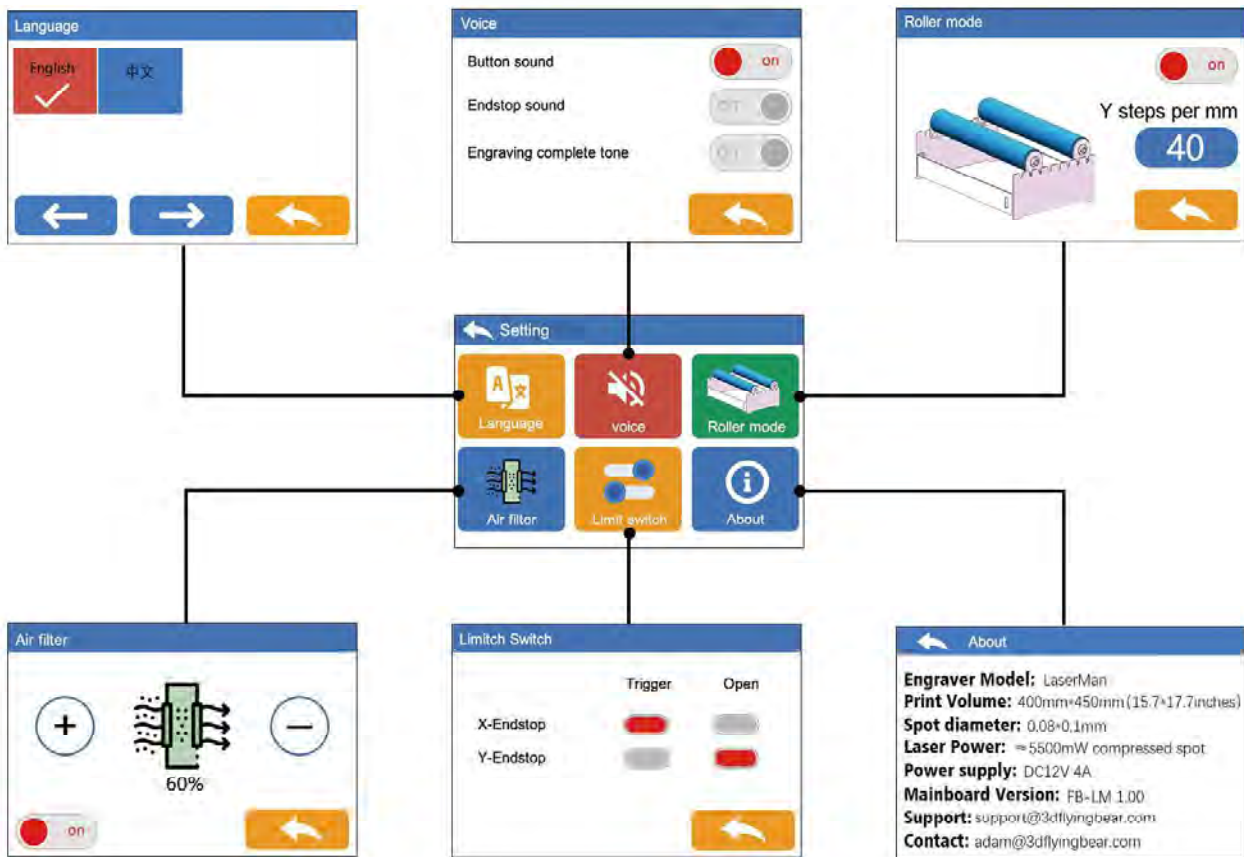 Language
English
中文
Voice
Button sound
on
Endstop sound
Engraving complete tone
Roller mode
on
Y steps per mm
40
Setting
Language
voice
Roller mode
Air filter
Limit switch
About
Air filter
60%
on
Limitch Switch
Trigger
Open
X-Endstop
Y-Endstop
About
Engraver Model: LaserMan
Print Volume: 400mm*450mm(15.7*17.7inches)
Spot diameter: 0.08*0.1mm
Laser Power: ≈5500mW compressed spot
Power supply: DC12V 4A
Mainboard Version: FB-LM 1.00
Support: support@3dflyingbear.com
Contact: adam@3dflyingbear.com